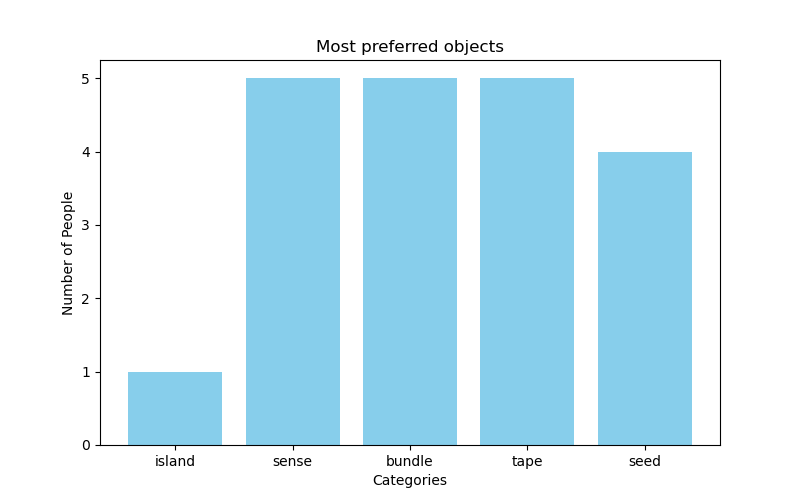 Most preferred objects
Number of People
5
4
3
2
1
0
island sense bundle tape seed
Categories